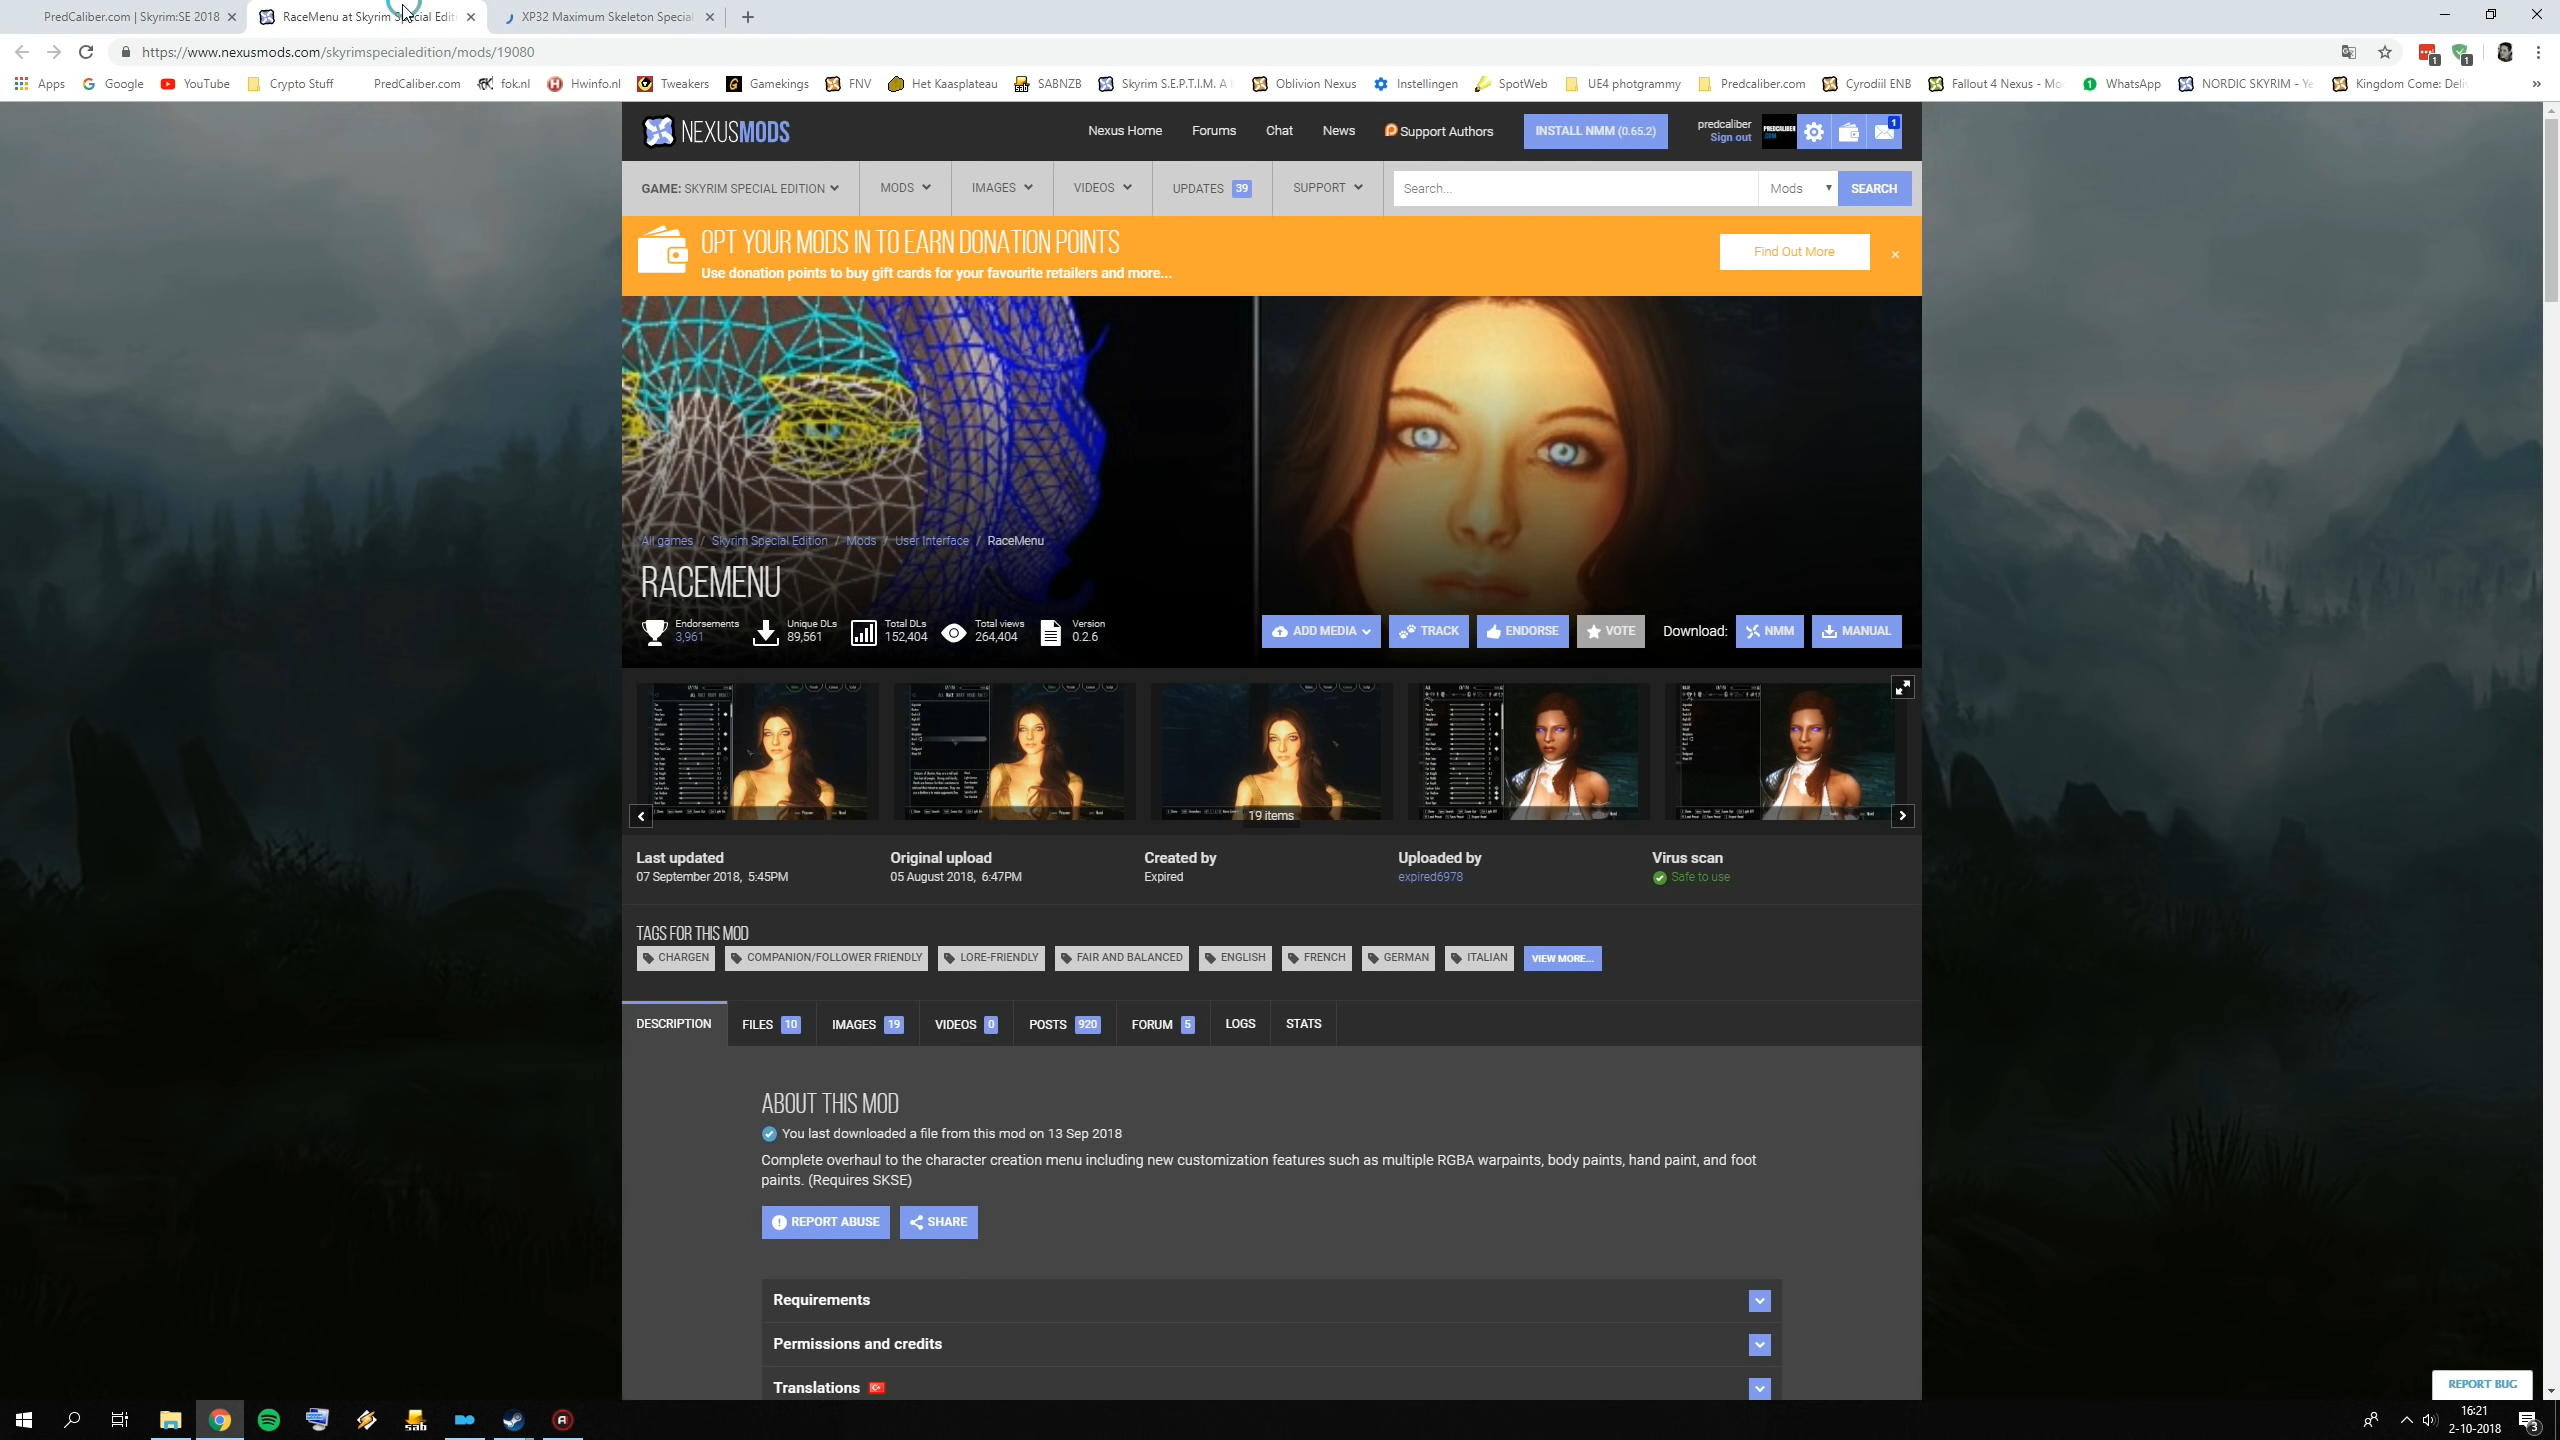 PredCaliber.com | Skyrim:SE 2018
RaceMenu at Skyrim Special Editi
XP32 Maximum Skeleton Special
https://www.nexusmods.com/skyrimspecialedition/mods/19080
Apps
Google
YouTube
Crypto Stuff
PredCaliber.com
fok.nl
Hwinfo.nl
Tweakers
Gamekings
FNV
Het Kaasplateau
SABNZB
Skyrim S.E.P.T.I.M. A
Oblivion Nexus
Instellingen
SpotWeb
UE4 photgrammy
Predcaliber.com
Cyrodiil ENB
Fallout 4 Nexus - Mo
WhatsApp
NORDIC SKYRIM - Ye
Kingdom Come: Deli
NEXUSMODS
Nexus Home
Forums
Chat
News
Support Authors
INSTALL NMM (0.65.2)
predcaliber
Sign out
1
GAME: SKYRIM SPECIAL EDITION
MODS
IMAGES
VIDEOS
UPDATES 39
SUPPORT
Search...
Mods
SEARCH
OPT YOUR MODS IN TO EARN DONATION POINTS
Use donation points to buy gift cards for your favourite retailers and more...
Find Out More
All games / Skyrim Special Edition / Mods / User Interface / RaceMenu
RACEMENU
Endorsements
3,961
Unique DLs
89,561
Total DLs
152,404
Total views
264,404
Version
0.2.6
ADD MEDIA
TRACK
ENDORSE
VOTE
Download:
NMM
MANUAL
19 items
Last updated
07 September 2018, 5:45PM
Original upload
05 August 2018, 6:47PM
Created by
Expired
Uploaded by
expired6978
Virus scan
Safe to use
TAGS FOR THIS MOD
CHARGEN
COMPANION/FOLLOWER FRIENDLY
LORE-FRIENDLY
FAIR AND BALANCED
ENGLISH
FRENCH
GERMAN
ITALIAN
VIEW MORE...
DESCRIPTION
FILES 10
IMAGES 19
VIDEOS 0
POSTS 920
FORUM 5
LOGS
STATS
ABOUT THIS MOD
You last downloaded a file from this mod on 13 Sep 2018
Complete overhaul to the character creation menu including new customization features such as multiple RGBA warpaints, body paints, hand paint, and foot
paints. (Requires SKSE)
REPORT ABUSE
SHARE
Requirements
Permissions and credits
Translations
REPORT BUG
sab
16:21
2-10-2018
3